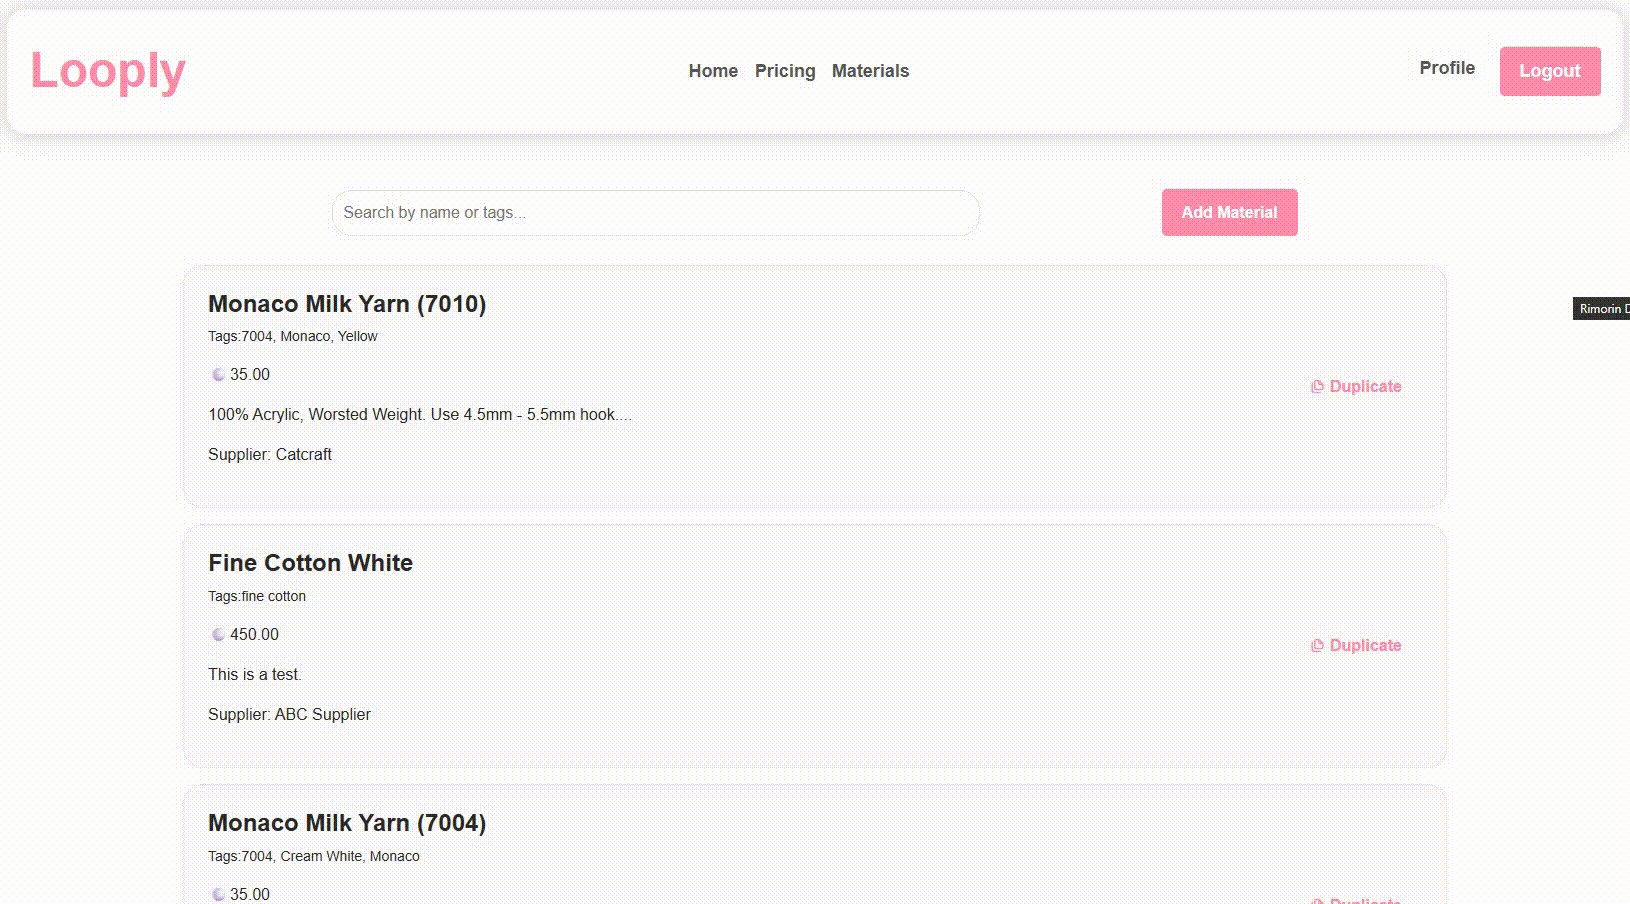 Looply
Home Pricing Materials
Profile
Logout
Search by name or tags...
Add Material
Monaco Milk Yarn (7010)
Tags:7004, Monaco, Yellow
35.00
100% Acrylic, Worsted Weight. Use 4.5mm - 5.5mm hook....
Supplier: Catcraft
Duplicate
Rimorin D
Fine Cotton White
Tags:fine cotton
450.00
This is a test.
Supplier: ABC Supplier
Duplicate
Monaco Milk Yarn (7004)
Tags:7004, Cream White, Monaco
35.00
Duplicate